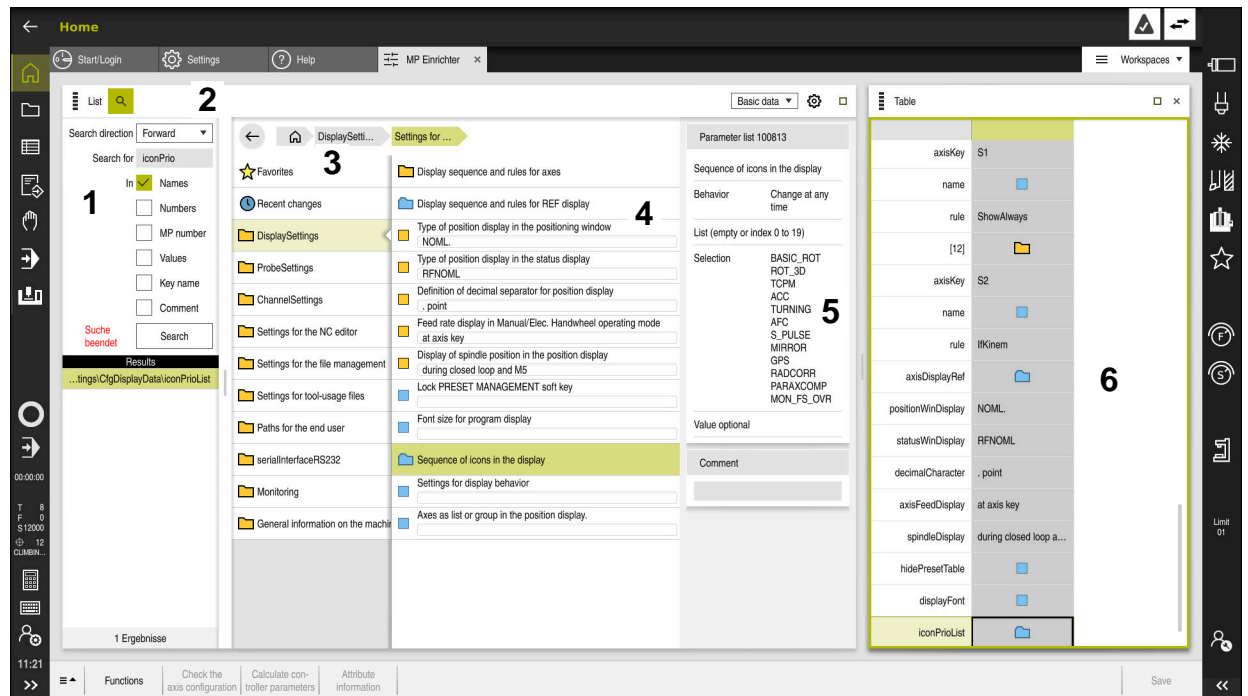 Home
Start/Login
Settings
? Help
MP Einrichter ×
Workspaces
List
2
Basic data
Table
×
Search direction Forward
Search for iconPrio
In Names
1
Numbers
MP number
Values
Key name
Comment
Suche
beendet
Search
Results
...tings\CfgDisplayData\iconPrioList
1 Ergebnisse
DisplaySetti...
Settings for ...
3
Favorites
Recent changes
DisplaySettings
ProbeSettings
ChannelSettings
Settings for the NC editor
Settings for the file management
Settings for tool-usage files
Paths for the end user
serialInterfaceRS232
Monitoring
General information on the machin
Display sequence and rules for axes
Display sequence and rules for REF display
4
Type of position display in the positioning window
NOML.
Type of position display in the status display
RFNOML
Definition of decimal separator for position display
. point
Feed rate display in Manual/Elec. Handwheel operating mode
at axis key
Display of spindle position in the position display
during closed loop and M5
Lock PRESET MANAGEMENT soft key
Font size for program display
Sequence of icons in the display
Settings for display behavior
Axes as list or group in the position display.
Parameter list 100813
Sequence of icons in the display
Behavior Change at any
time
List (empty or index 0 to 19)
Selection BASIC_ROT
ROT_3D
TCPM
ACC
TURNING
AFC
S_PULSE
MIRROR
GPS
RADCORR
PARAXCOMP
MON_FS_OVR
5
Value optional
Comment
axisKey S1
name
rule ShowAlways
[12]
axisKey S2
name
rule IfKinem
axisDisplayRef
6
positionWinDisplay NOML.
statusWinDisplay RFNOML
decimalCharacter . point
axisFeedDisplay at axis key
spindleDisplay during closed loop a...
hidePresetTable
displayFont
iconPrioList
00:00:00
T 8
F 0
S 12000
12
CLIMBIN...
11:21
>>
F
S
Limit
01
<<
Functions
Check the
axis configuration
Calculate con-
troller parameters
Attribute
information
Save